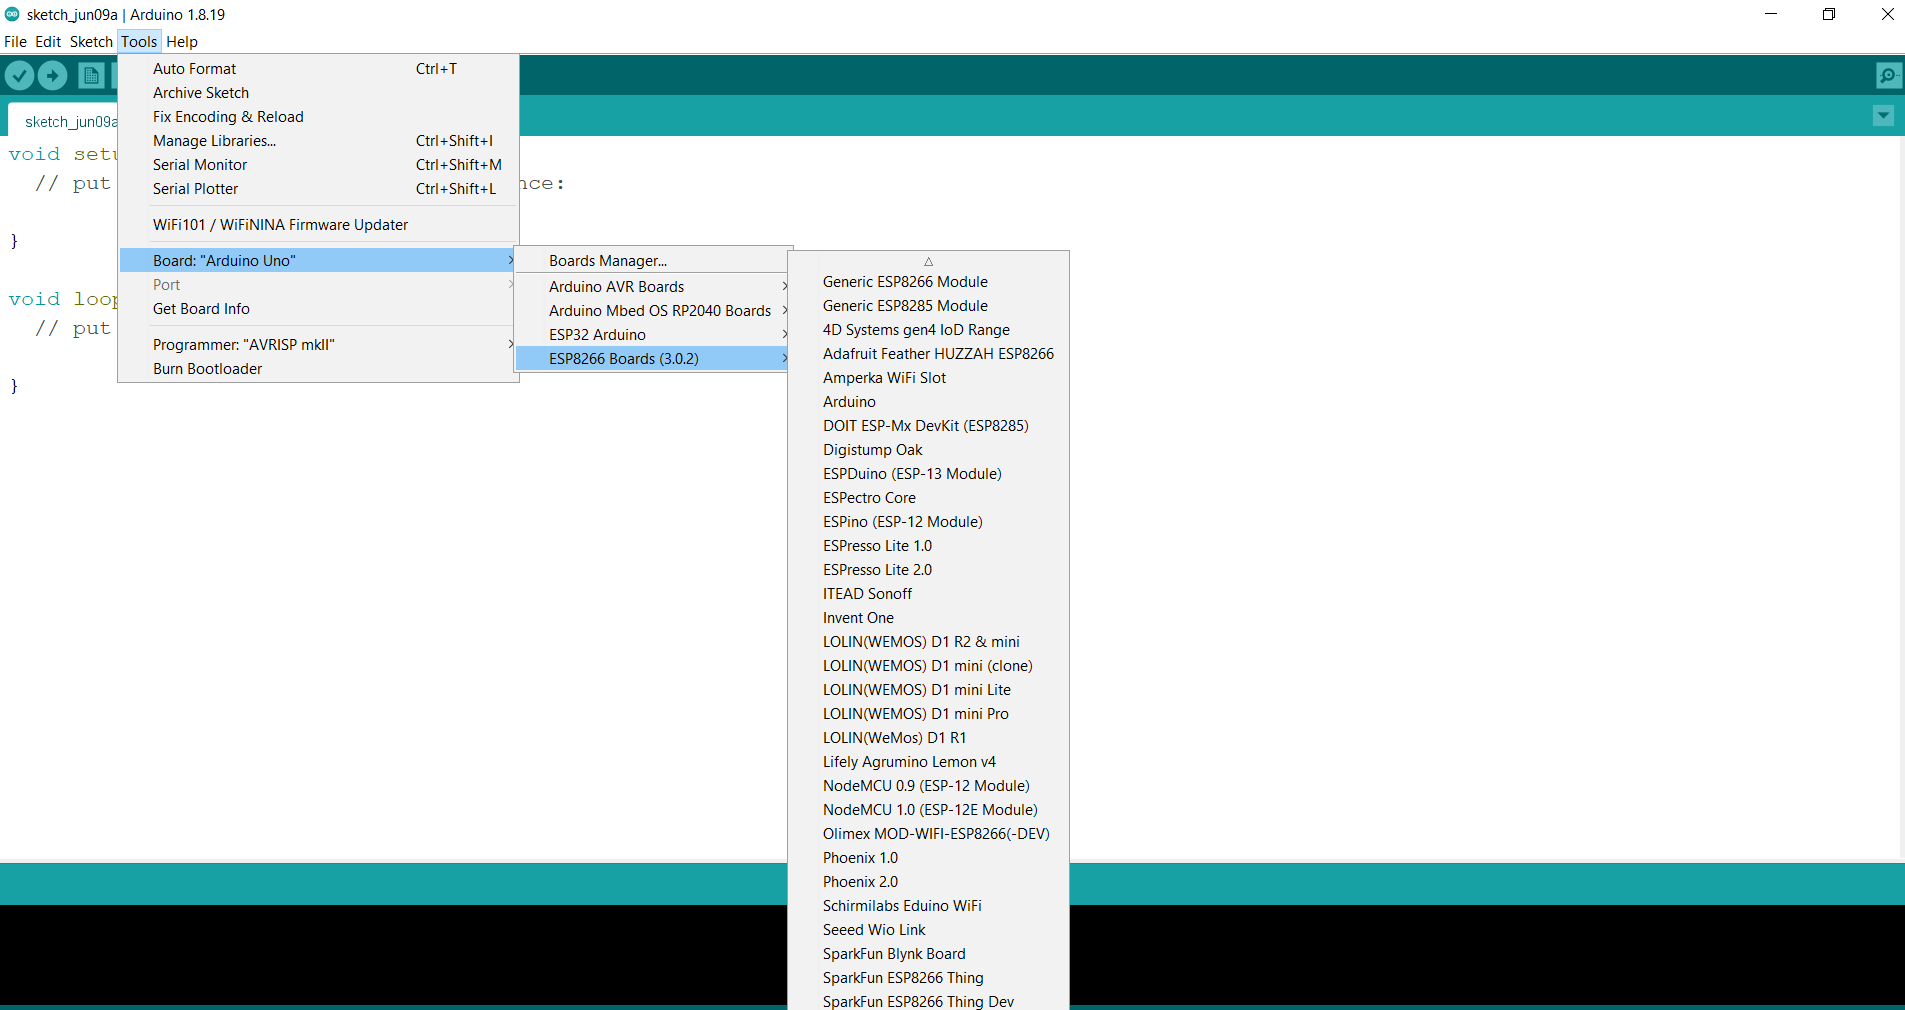 sketch_jun09a | Arduino 1.8.19
File Edit Sketch Tools Help
sketch_jun09a
void
// put
nce:
}
void
// put
}
Auto Format Ctrl+T
Archive Sketch
Fix Encoding & Reload
Manage Libraries... Ctrl+Shift+I
Serial Monitor Ctrl+Shift+M
Serial Plotter Ctrl+Shift+L
WiFi101 / WiFiNINA Firmware Updater
Board: "Arduino Uno"
Port
Get Board Info
Programmer: "AVRISP mkII"
Burn Bootloader
Boards Manager...
Arduino AVR Boards
Arduino Mbed OS RP2040 Boards
ESP32 Arduino
ESP8266 Boards (3.0.2)
Generic ESP8266 Module
Generic ESP8285 Module
4D Systems gen4 IoD Range
Adafruit Feather HUZZAH ESP8266
Amperka WiFi Slot
Arduino
DOIT ESP-Mx DevKit (ESP8285)
Digistump Oak
ESPDuino (ESP-13 Module)
ESPectro Core
ESPino (ESP-12 Module)
ESPresso Lite 1.0
ESPresso Lite 2.0
ITEAD Sonoff
Invent One
LOLIN(WEMOS) D1 R2 & mini
LOLIN(WEMOS) D1 mini (clone)
LOLIN(WEMOS) D1 mini Lite
LOLIN(WEMOS) D1 mini Pro
LOLIN(WeMos) D1 R1
Lifely Agrumino Lemon v4
NodeMCU 0.9 (ESP-12 Module)
NodeMCU 1.0 (ESP-12E Module)
Olimex MOD-WIFI-ESP8266(-DEV)
Phoenix 1.0
Phoenix 2.0
Schirmilabs Eduino WiFi
Seeed Wio Link
SparkFun Blynk Board
SparkFun ESP8266 Thing
SparkFun ESP8266 Thing Dev